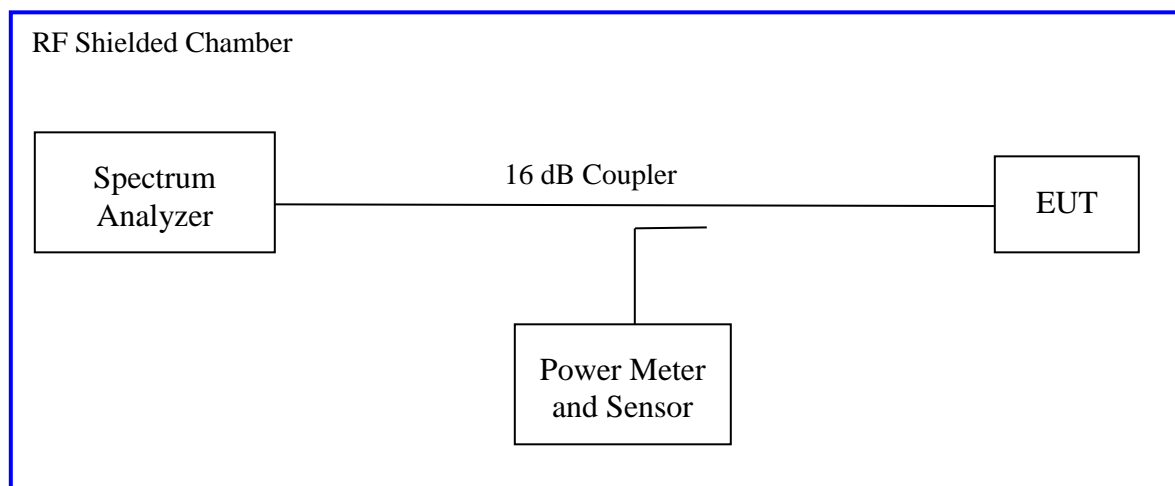 RF Shielded Chamber
Spectrum
Analyzer
16 dB Coupler
EUT
Power Meter
and Sensor